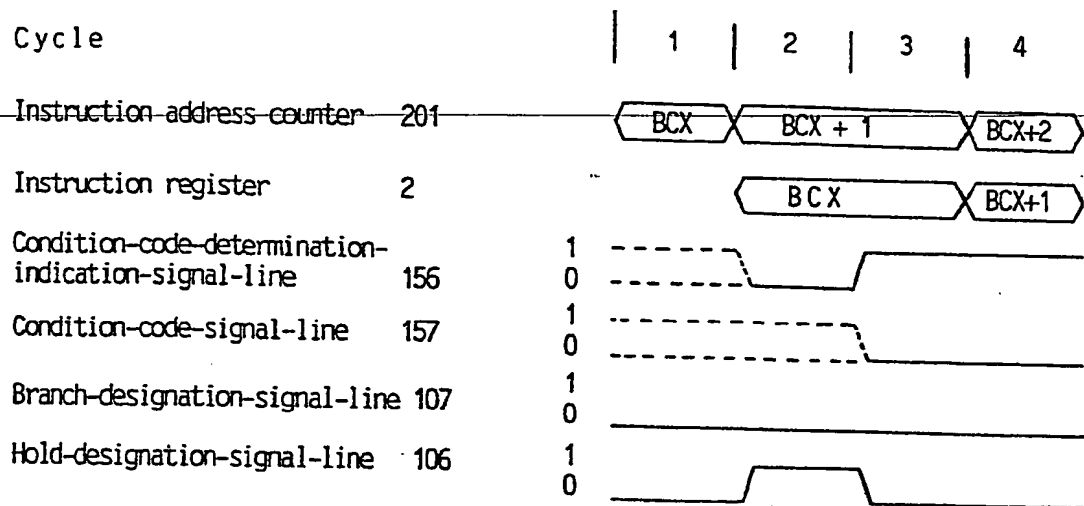 Cycle 1 2 3 4
Instruction address counter 201 BCX BCX + 1 BCX+2
Instruction register 2 BCX BCX+1
Condition-code-determination-
indication-signal-line 156 1 0
Condition-code-signal-line 157 1 0
Branch-designation-signal-line 107 1 0
Hold-designation-signal-line 106 1 0